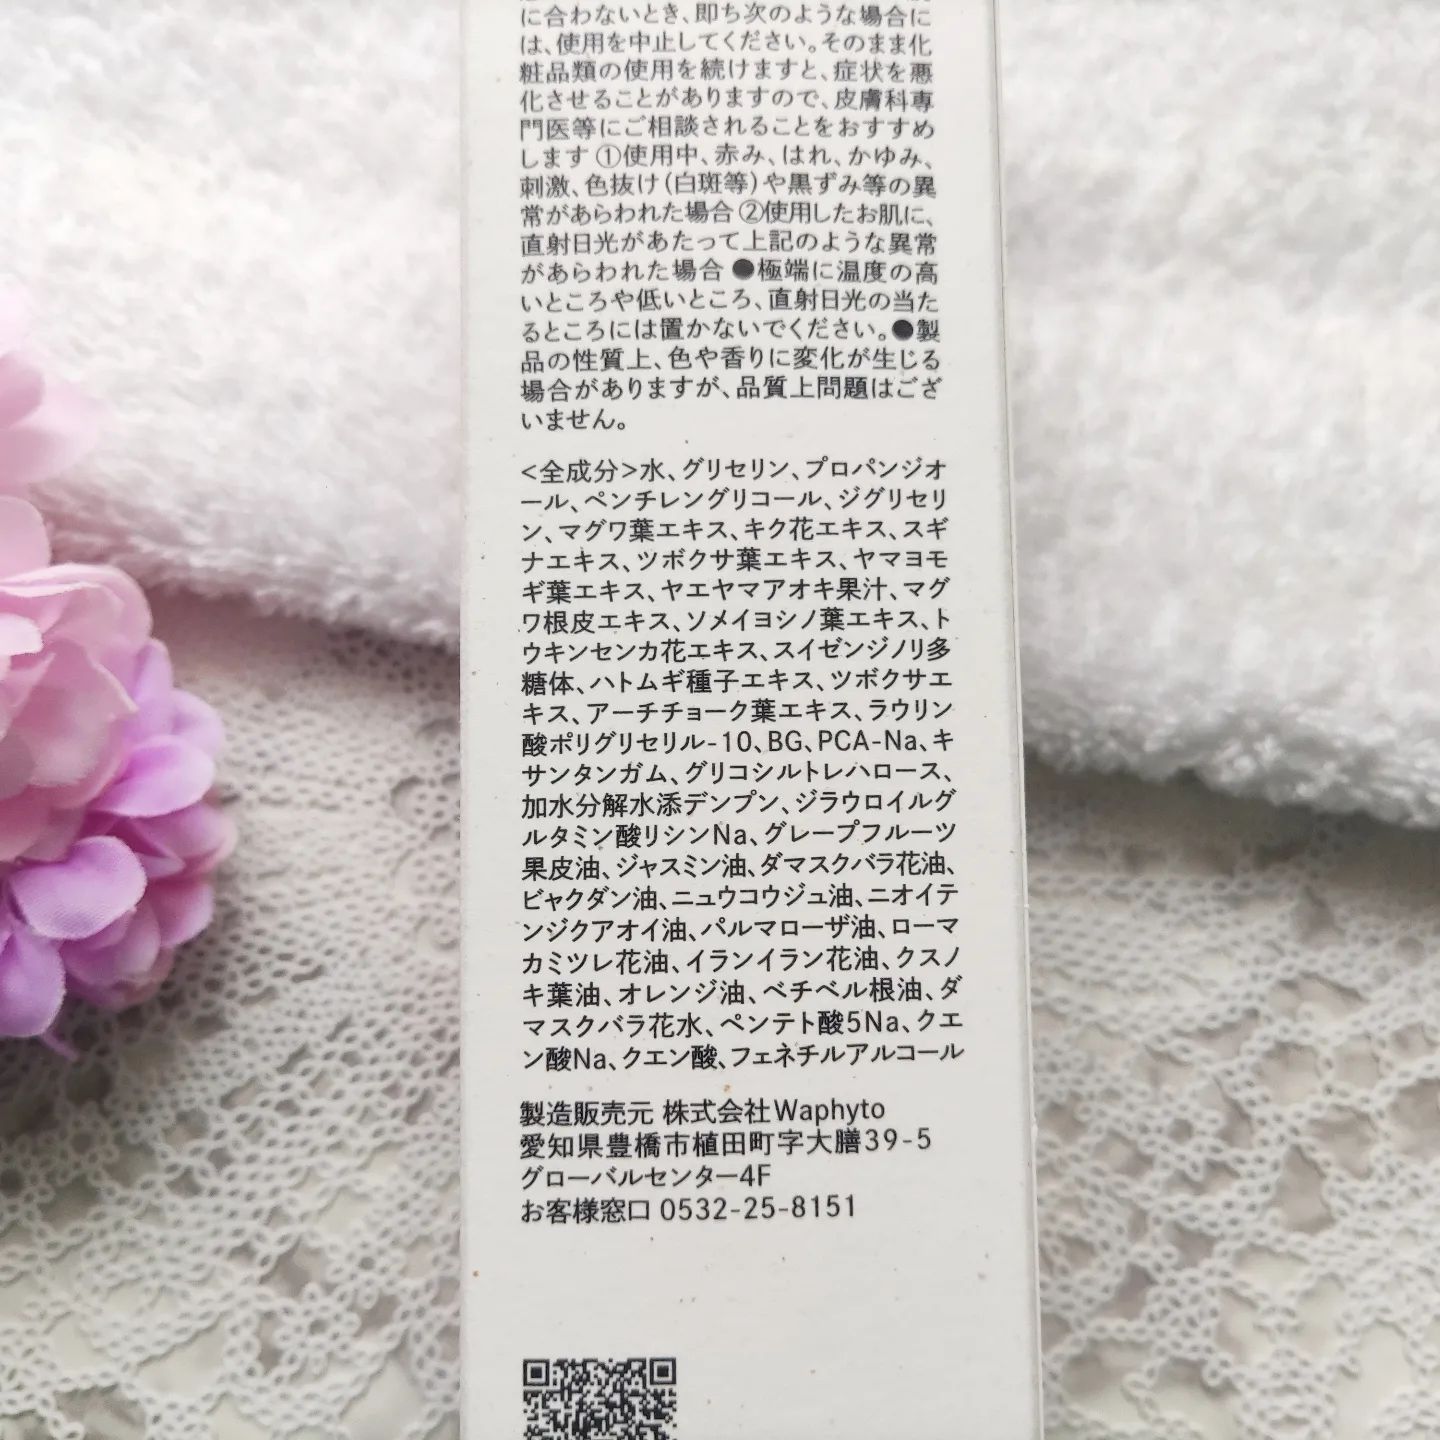 に合わないとき、即ち次のような場合に
は、使用を中止してください。そのまま化
粧品類の使用を続けますと、症状を悪
化させることがありますので、皮膚科専
門医等にご相談されることをおすすめ
します ①使用中、赤み、はれ、かゆみ、
刺激、色抜け（白斑等）や黒ずみ等の異
常があらわれた場合 ②使用したお肌に、
直射日光があたって上記のような異常
があらわれた場合 ●極端に温度の高
いところや低いところ、直射日光の当た
るところには置かないでください。●製
品の性質上、色や香りに変化が生じる
場合がありますが、品質上問題はござ
いません。
<全成分>水、グリセリン、プロパンジオ
ール、ペンチレングリコール、ジグリセリ
ン、マグワ葉エキス、キク花エキス、スギ
ナエキス、ツボクサ葉エキス、ヤマヨモ
ギ葉エキス、ヤエヤマアオキ果汁、マグ
ワ根皮エキス、ソメイヨシノ葉エキス、ト
ウキンセンカ花エキス、スイゼンジノリ多
糖体、ハトムギ種子エキス、ツボクサエ
キス、アーチチョーク葉エキス、ラウリン
酸ポリグリセリル-10、BG、PCA-Na、キ
サンタンガム、グリコシルトレハロース、
加水分解水添デンプン、ジラウロイルグ
ルタミン酸リシンNa、グレープフルーツ
果皮油、ジャスミン油、ダマスクバラ花油、
ビャクダン油、ニュウコウジュ油、ニオイテ
ンジクアオイ油、パルマローザ油、ローマ
カミツレ花油、イランイラン花油、クスノ
キ葉油、オレンジ油、ベチベル根油、ダ
マスクバラ花水、ペンテト酸5Na、クエ
ン酸Na、クエン酸、フェネチルアルコール
製造販売元 株式会社Waphyto
愛知県豊橋市植田町字大膳39-5
グローバルセンター4F
お客様窓口 0532-25-8151